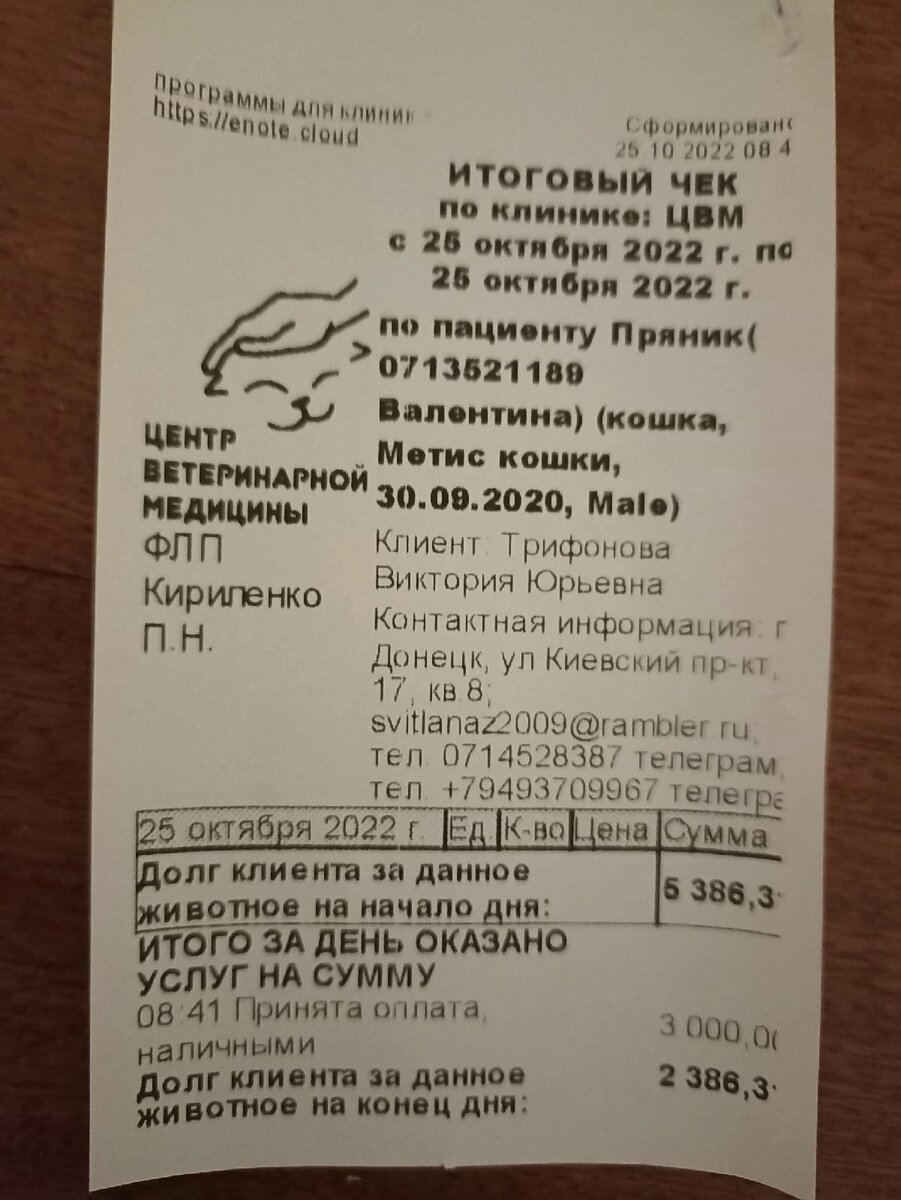 программы для клиник
https://enote.cloud
Сформировано
25.10.2022 08:4
ИТОГОВЫЙ ЧЕК
по клинике: ЦВМ
с 25 октября 2022 г. по
25 октября 2022 г.
ЦЕНТР
ВЕТЕРИНАРНОЙ
МЕДИЦИНЫ
ФЛП
Кириленко
П.Н.
по пациенту Пряник(
0713521189
Валентина) (кошка,
Метис кошки,
30.09.2020, Male)
Клиент: Трифонова
Виктория Юрьевна
Контактная информация: г
Донецк, ул Киевский пр-кт,
17, кв.8;
svitlanaz2009@rambler.ru;
тел. 0714528387 телеграм,
тел. +79493709967 телегра
25 октября 2022 г. Ед. К-во Цена Сумма
Долг клиента за данное
животное на начало дня: 5 386,3
ИТОГО ЗА ДЕНЬ ОКАЗАНО
УСЛУГ НА СУММУ
08:41 Принята оплата,
наличными 3 000,00
Долг клиента за данное
животное на конец дня: 2 386,3